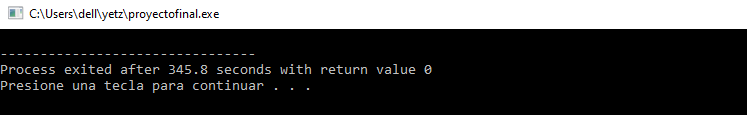 C:\Users\dell\yetz\proyectofinal.exe
--------------------------------
Process exited after 345.8 seconds with return value 0
Presione una tecla para continuar . . .